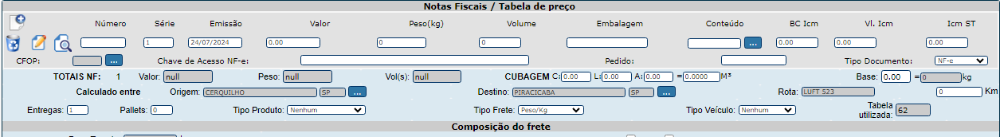 Notas Fiscais / Tabela de preço
Número Série Emissão Valor Peso(kg) Volume Embalagem Conteúdo BC Icm Vl. Icm Icm ST
1 24/07/2024 0.00 0 0 ... 0.00 0.00 0.00
CFOP: ... Chave de Acesso NF-e: Pedido: Tipo Documento: NF-e
TOTAIS NF: 1 Valor: null Peso: null Vol(s): null CUBAGEM C: 0.00 L: 0.00 A: 0.00 = 0.0000 M³ Base: 0.00 = 0 kg
Calculado entre Origem: CERQUILHO SP ... Destino: PIRACICABA SP ... Rota: LUFT 523 0 Km
Entregas: 1 Pallets: 0 Tipo Produto: Nenhum Tipo Frete: Peso/Kg Tipo Veículo: Nenhum Tabela utilizada: 62
Composição do frete